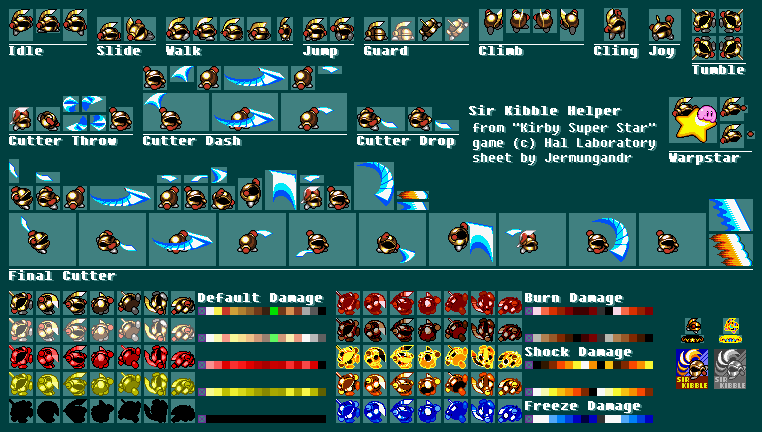 Idle
Slide
Walk
Jump
Guard
Climb
Cling
Joy
Tumble
Cutter Throw
Cutter Dash
Cutter Drop
Sir Kibble Helper
from "Kirby Super Star"
game (c) Hal Laboratory
sheet by Jermungandr
Warpstar
Final Cutter
Default Damage
Burn Damage
Shock Damage
Freeze Damage
SIR KIBBLE
SIR KIBBLE